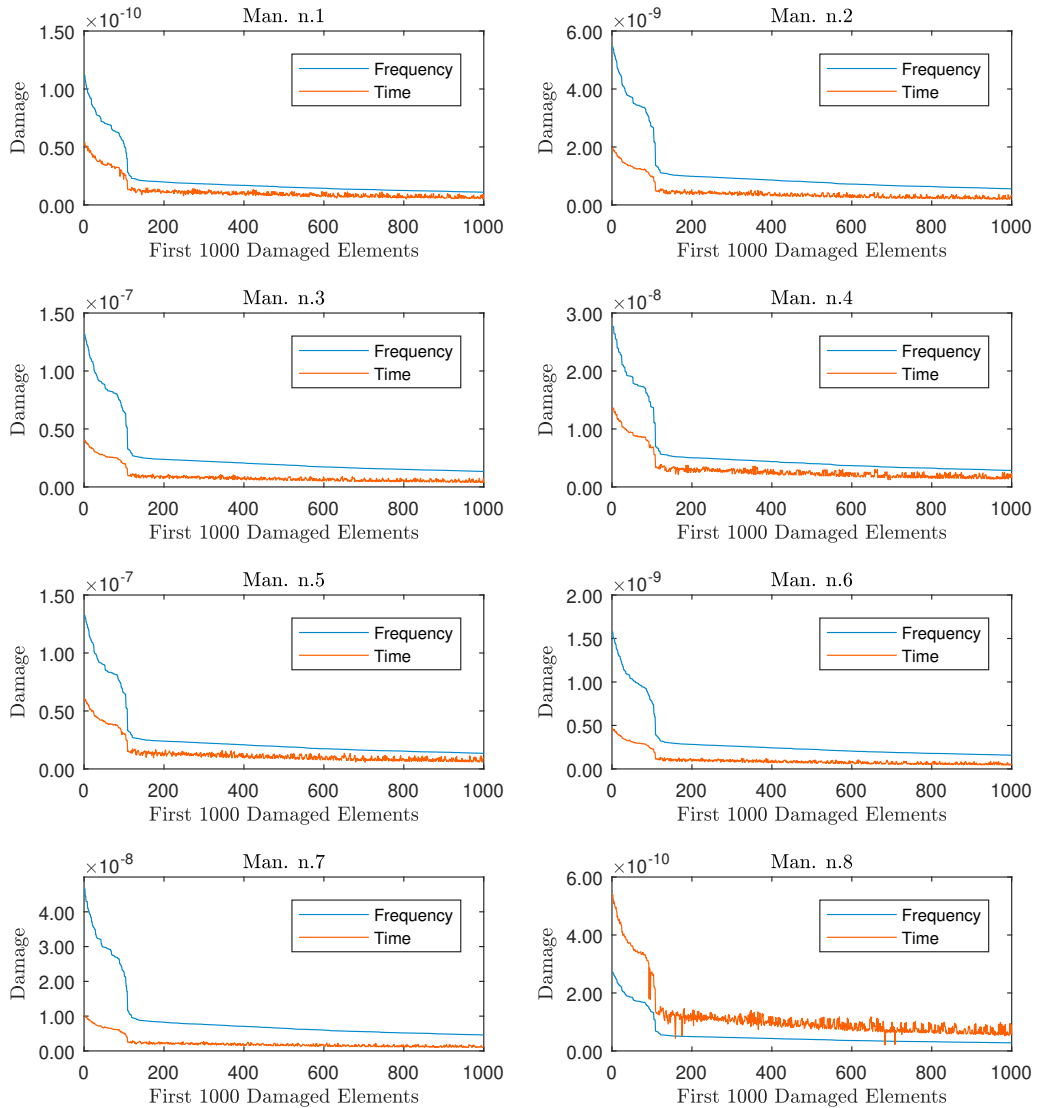 Man. n.1
×10-10
1.50
1.00
0.50
0.00
Damage
Frequency
Time
0 200 400 600 800 1000
First 1000 Damaged Elements
Man. n.2
×10-9
6.00
4.00
2.00
0.00
Damage
Frequency
Time
0 200 400 600 800 1000
First 1000 Damaged Elements
Man. n.3
×10-7
1.50
1.00
0.50
0.00
Damage
Frequency
Time
0 200 400 600 800 1000
First 1000 Damaged Elements
Man. n.4
×10-8
3.00
2.00
1.00
0.00
Damage
Frequency
Time
0 200 400 600 800 1000
First 1000 Damaged Elements
Man. n.5
×10-7
1.50
1.00
0.50
0.00
Damage
Frequency
Time
0 200 400 600 800 1000
First 1000 Damaged Elements
Man. n.6
×10-9
2.00
1.50
1.00
0.50
0.00
Damage
Frequency
Time
0 200 400 600 800 1000
First 1000 Damaged Elements
Man. n.7
×10-8
4.00
3.00
2.00
1.00
0.00
Damage
Frequency
Time
0 200 400 600 800 1000
First 1000 Damaged Elements
Man. n.8
×10-10
6.00
4.00
2.00
0.00
Damage
Frequency
Time
0 200 400 600 800 1000
First 1000 Damaged Elements